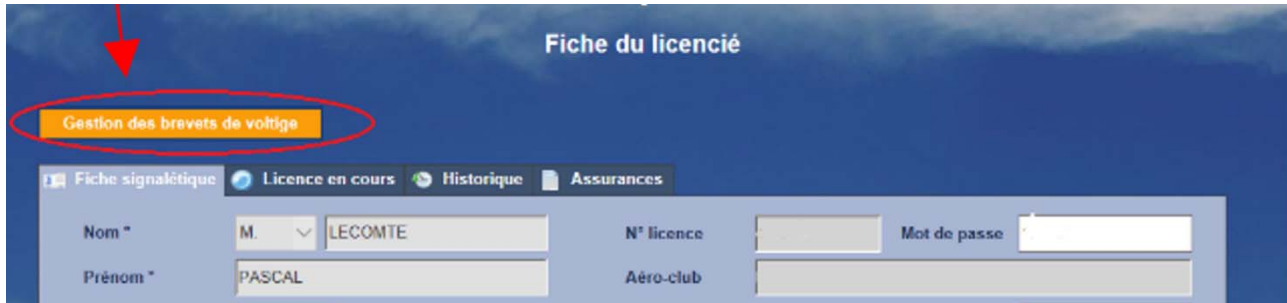 Fiche du licencié
Gestion des brevets de voltige
Fiche signalétique Licence en cours Historique Assurances
Nom * M. LECOMTE N° licence Mot de passe
Prénom * PASCAL Aéro-club